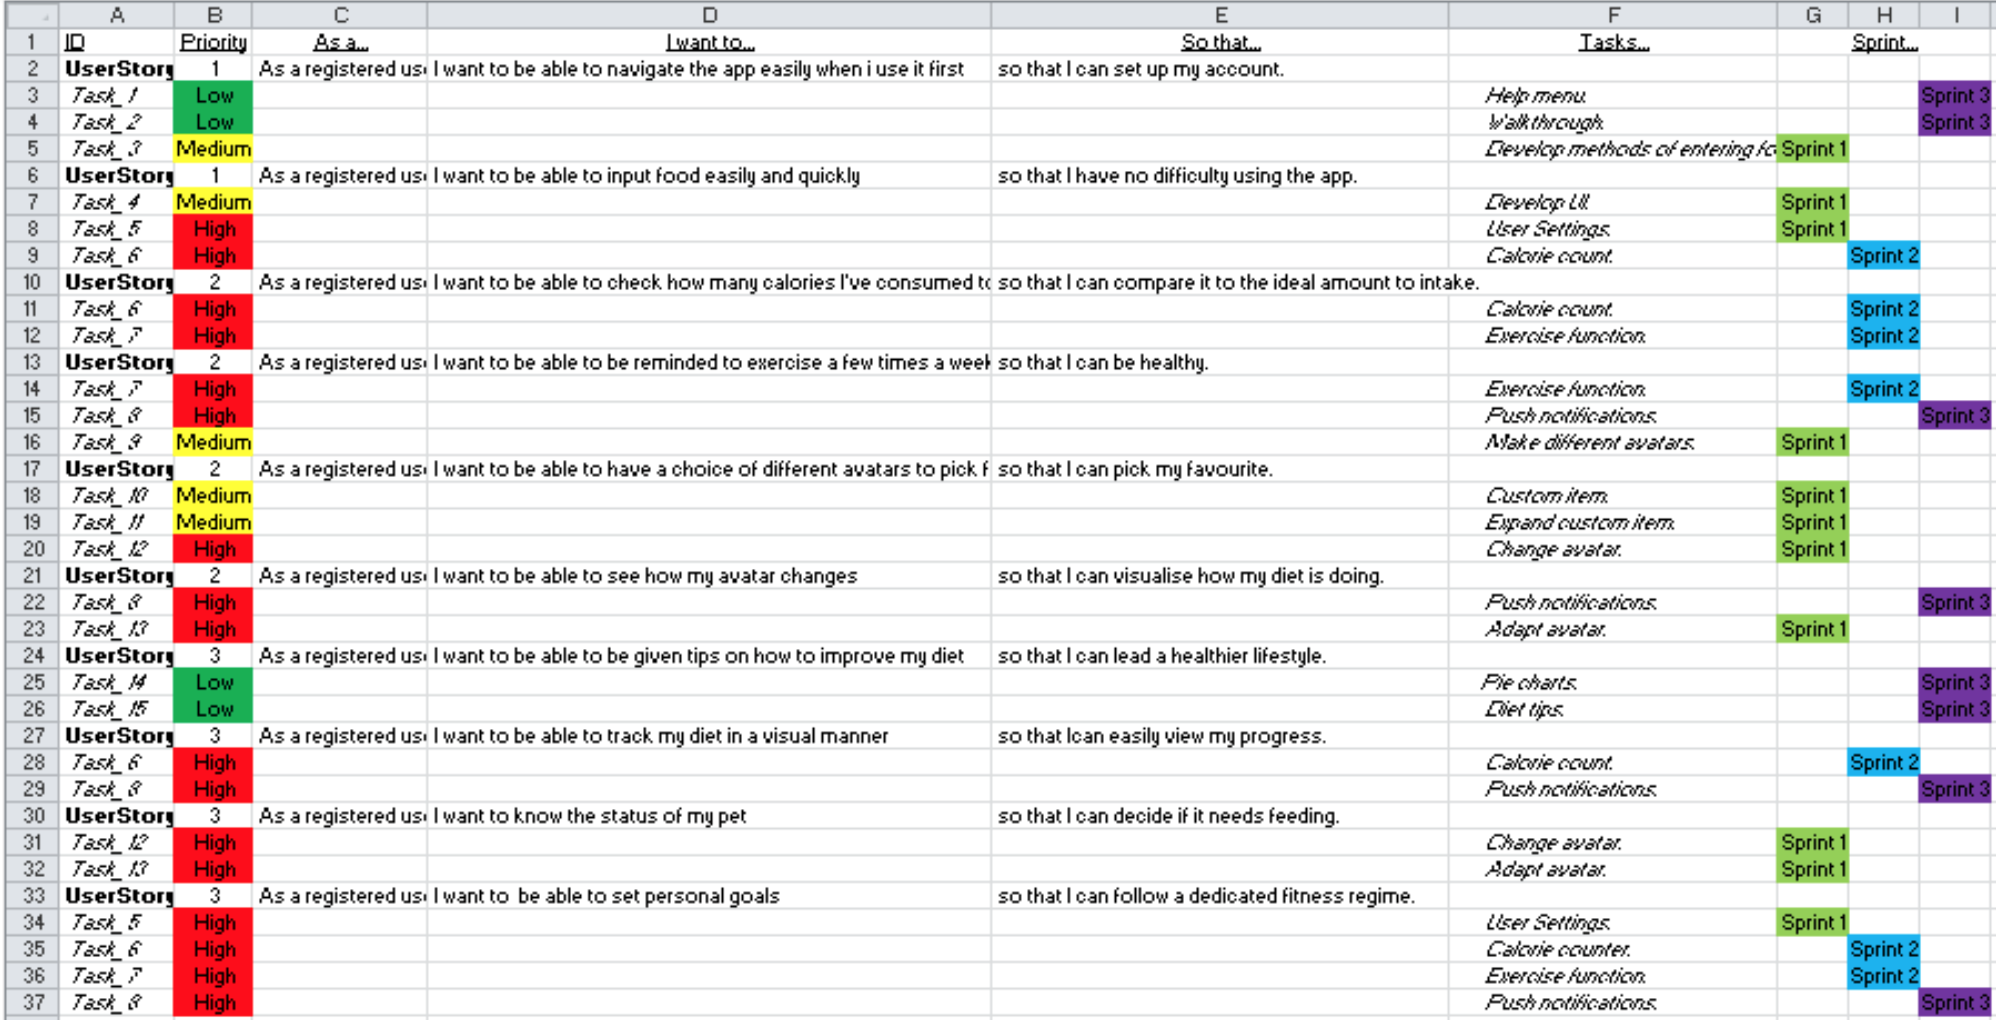 A B C D E F G H I
1 ID Priority As a... I want to... So that... Tasks... Sprint...
2 UserStory 1 As a registered use I want to be able to navigate the app easily when i use it first so that I can set up my account.
3 Task_1 Low Help menu. Sprint 3
4 Task_2 Low Walkthrough. Sprint 3
5 Task_3 Medium Develop methods of entering fo Sprint 1
6 UserStory 1 As a registered use I want to be able to input food easily and quickly so that I have no difficulty using the app.
7 Task_4 Medium Develop UI. Sprint 1
8 Task_5 High User Settings. Sprint 1
9 Task_6 High Calorie count. Sprint 2
10 UserStory 2 As a registered use I want to be able to check how many calories I've consumed to so that I can compare it to the ideal amount to intake.
11 Task_6 High Calorie count. Sprint 2
12 Task_7 High Exercise function. Sprint 2
13 UserStory 2 As a registered use I want to be able to be reminded to exercise a few times a week so that I can be healthy.
14 Task_7 High Exercise function. Sprint 2
15 Task_8 High Push notifications. Sprint 3
16 Task_9 Medium Make different avatars. Sprint 1
17 UserStory 2 As a registered use I want to be able to have a choice of different avatars to pick f so that I can pick my favourite.
18 Task_10 Medium Custom item. Sprint 1
19 Task_11 Medium Expand custom item. Sprint 1
20 Task_12 High Change avatar. Sprint 1
21 UserStory 2 As a registered use I want to be able to see how my avatar changes so that I can visualise how my diet is doing.
22 Task_8 High Push notifications. Sprint 3
23 Task_13 High Adapt avatar. Sprint 1
24 UserStory 3 As a registered use I want to be able to be given tips on how to improve my diet so that I can lead a healthier lifestyle.
25 Task_14 Low Pie charts. Sprint 3
26 Task_15 Low Diet tips. Sprint 3
27 UserStory 3 As a registered use I want to be able to track my diet in a visual manner so that Ican easily view my progress.
28 Task_6 High Calorie count. Sprint 2
29 Task_8 High Push notifications. Sprint 3
30 UserStory 3 As a registered use I want to know the status of my pet so that I can decide if it needs feeding.
31 Task_12 High Change avatar. Sprint 1
32 Task_13 High Adapt avatar. Sprint 1
33 UserStory 3 As a registered use I want to be able to set personal goals so that I can follow a dedicated fitness regime.
34 Task_5 High User Settings. Sprint 1
35 Task_6 High Calorie counter. Sprint 2
36 Task_7 High Exercise function. Sprint 2
37 Task_8 High Push notifications. Sprint 3